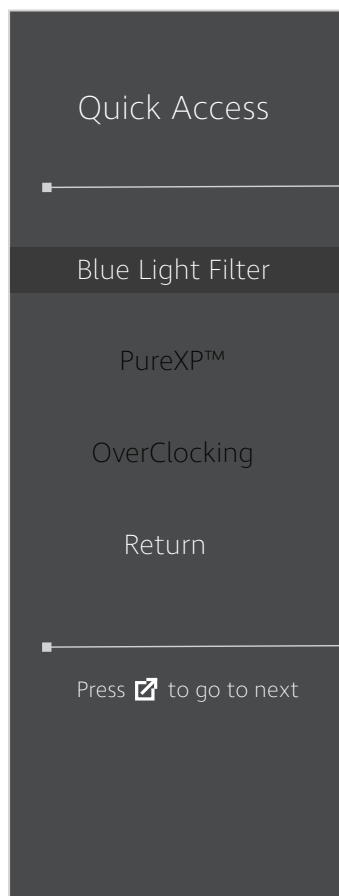 Quick Access
Blue Light Filter
PureXP™
OverClocking
Return
Press to go to next